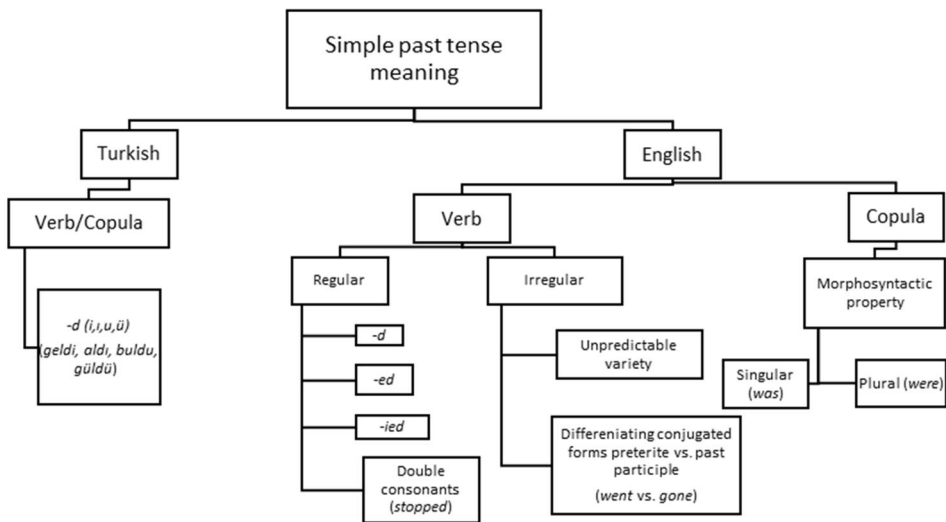 Simple past tense
meaning
Turkish
English
Verb/Copula
Verb
Copula
-d (i,ı,u,ü)
(geldi, aldı, buldu,
güldü)
Regular
-d
-ed
-ied
Double
consonants
(stopped)
Irregular
Unpredictable
variety
Differeniating conjugated
forms preterite vs. past
participle
(went vs. gone)
Morphosyntactic
property
Singular
(was)
Plural (were)